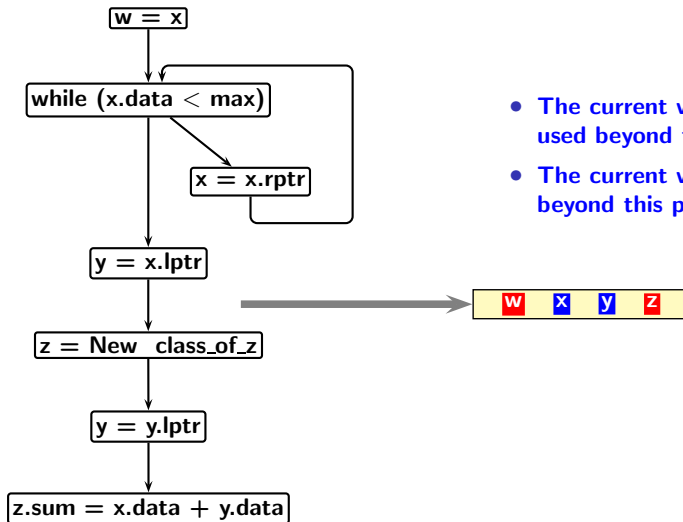 w = x
while (x.data < max)
x = x.rptr
y = x.lptr
z = New class_of_z
y = y.lptr
z.sum = x.data + y.data
• The current v
used beyond
• The current v
beyond this p
w x y z